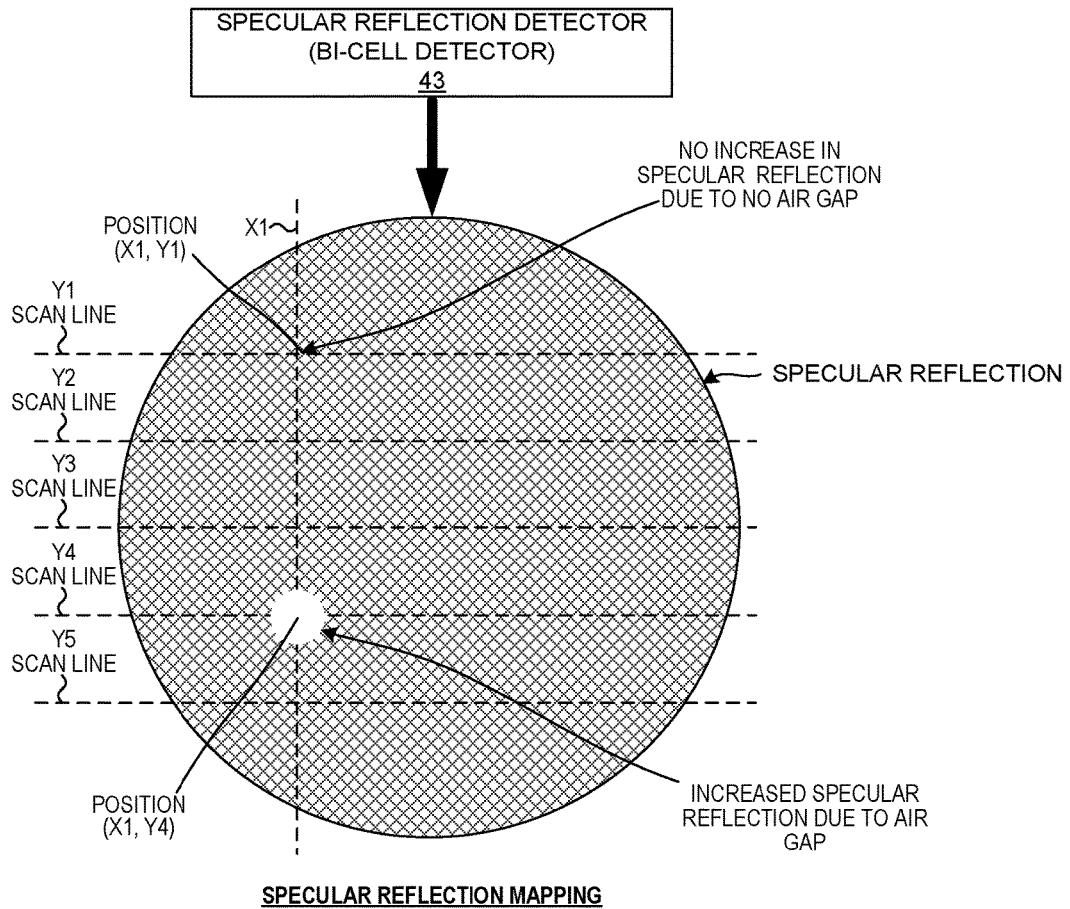 SPECULAR REFLECTION DETECTOR
(BI-CELL DETECTOR)
43
NO INCREASE IN
SPECULAR REFLECTION
DUE TO NO AIR GAP
POSITION
(X1, Y1)
X1
Y1
SCAN LINE
SPECULAR REFLECTION
Y2
SCAN LINE
Y3
SCAN LINE
Y4
SCAN LINE
Y5
SCAN LINE
POSITION
(X1, Y4)
INCREASED SPECULAR
REFLECTION DUE TO AIR
GAP
SPECULAR REFLECTION MAPPING